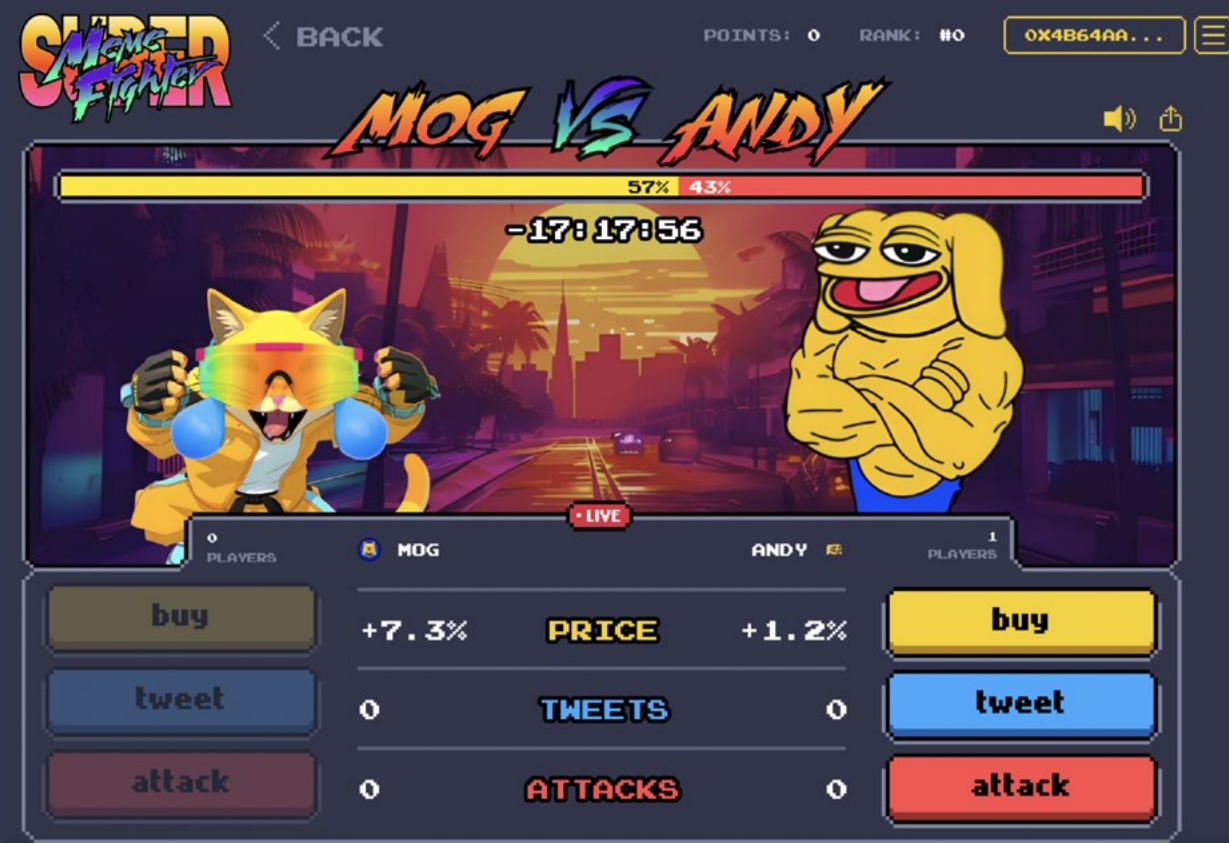 SUPER
Meme
Fighter
BACK
POINTS: 0
RANK: #0
0X4B64AA...
MOG VS ANDY
57% 43%
-17:17:56
• LIVE
0
PLAYERS
MOG
ANDY
1
PLAYERS
buy
+7.3% PRICE +1.2%
buy
tweet
0 TWEETS 0
tweet
attack
0 ATTACKS 0
attack